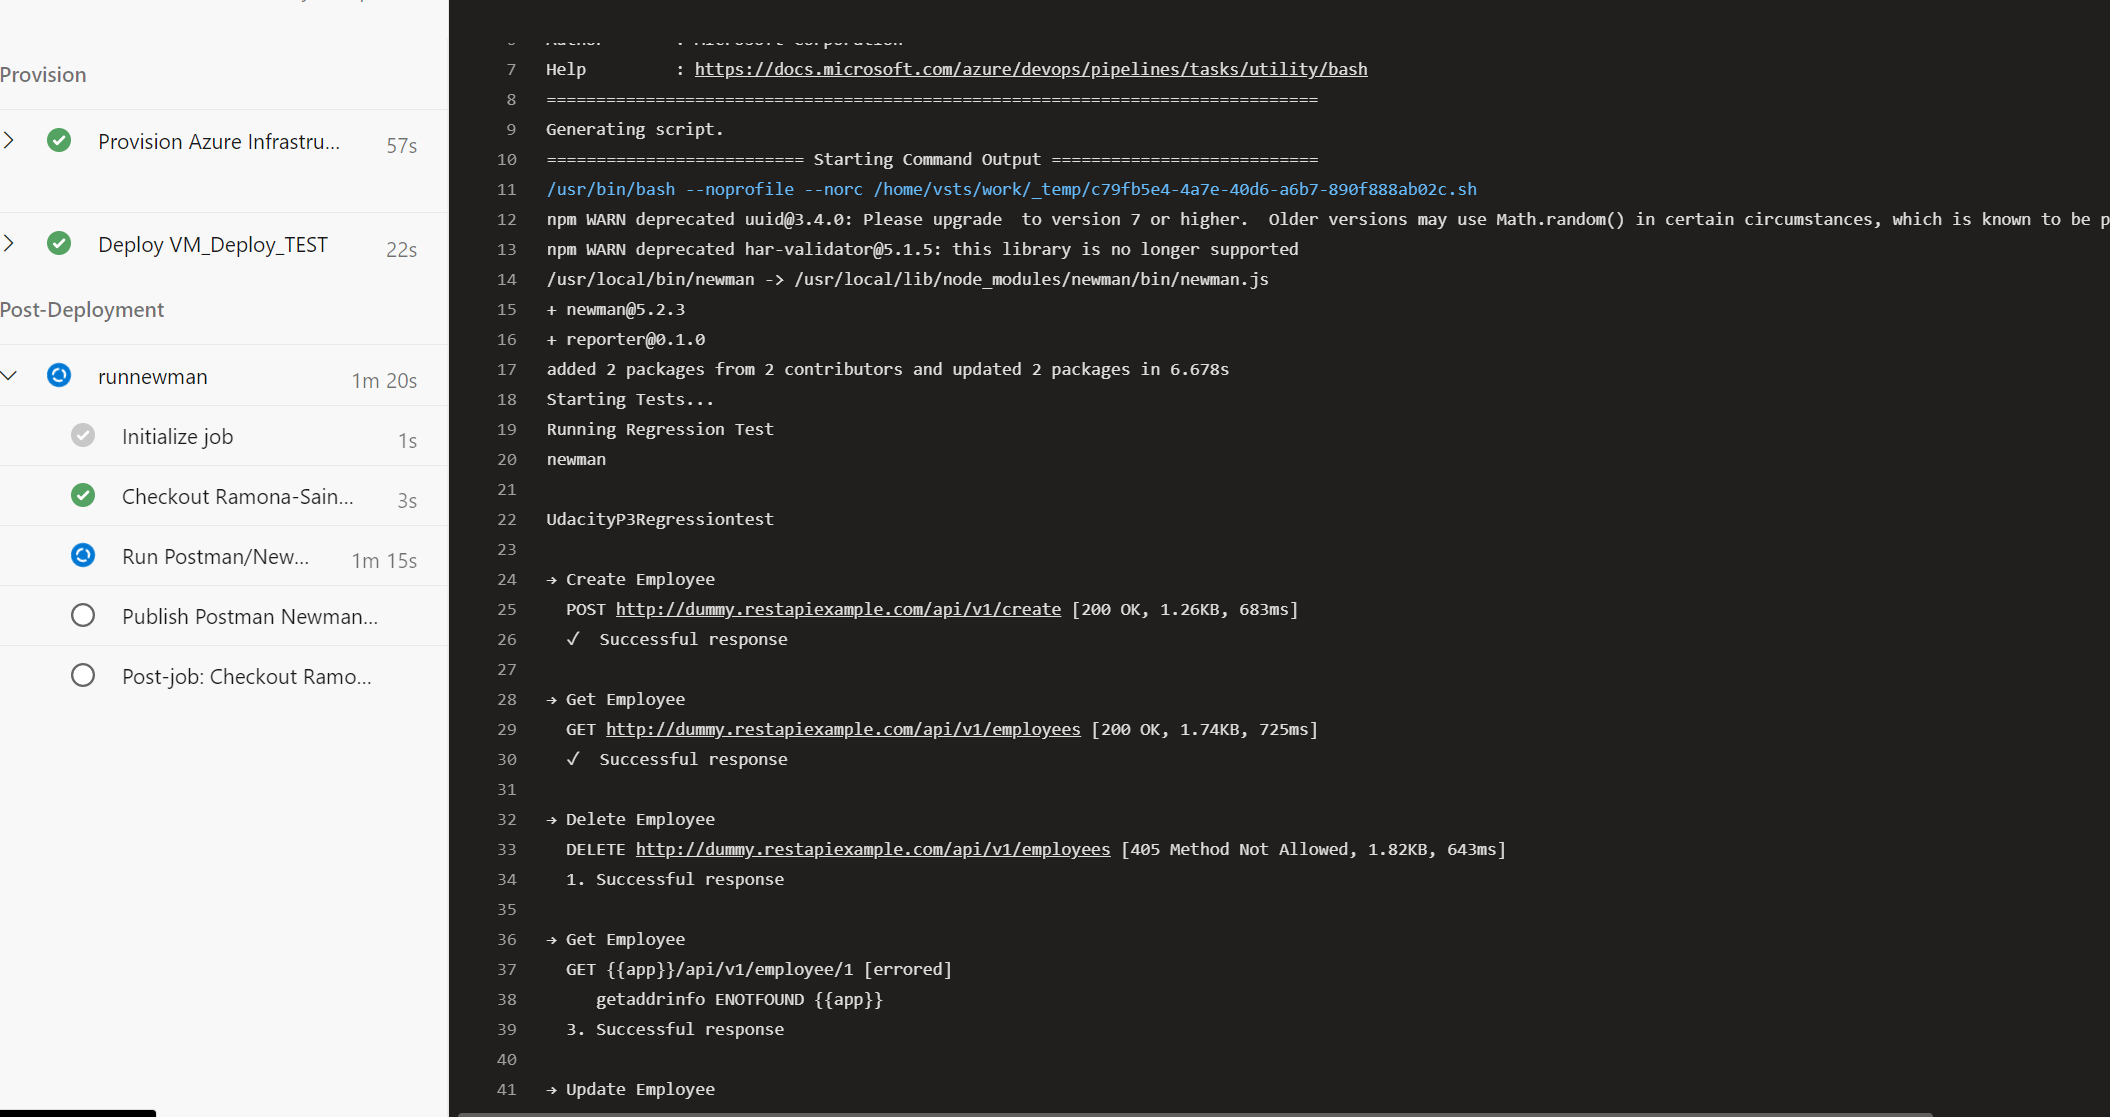 Provision
Provision Azure Infrastru... 57s
Deploy VM_Deploy_TEST 22s
Post-Deployment
runnewman 1m 20s
Initialize job 1s
Checkout Ramona-Sain... 3s
Run Postman/New... 1m 15s
Publish Postman Newman...
Post-job: Checkout Ramo...
6 Author : Microsoft Corporation
7 Help : https://docs.microsoft.com/azure/devops/pipelines/tasks/utility/bash
8 ==============================================================================
9 Generating script.
10 ========================== Starting Command Output ===========================
11 /usr/bin/bash --noprofile --norc /home/vsts/work/_temp/c79fb5e4-4a7e-40d6-a6b7-890f888ab02c.sh
12 npm WARN deprecated uuid@3.4.0: Please upgrade  to version 7 or higher.  Older versions may use Math.random() in certain circumstances, which is known to be p
13 npm WARN deprecated har-validator@5.1.5: this library is no longer supported
14 /usr/local/bin/newman -> /usr/local/lib/node_modules/newman/bin/newman.js
15 + newman@5.2.3
16 + reporter@0.1.0
17 added 2 packages from 2 contributors and updated 2 packages in 6.678s
18 Starting Tests...
19 Running Regression Test
20 newman
21
22 UdacityP3Regressiontest
23
24 → Create Employee
25 POST http://dummy.restapiexample.com/api/v1/create [200 OK, 1.26KB, 683ms]
26 √  Successful response
27
28 → Get Employee
29 GET http://dummy.restapiexample.com/api/v1/employees [200 OK, 1.74KB, 725ms]
30 √  Successful response
31
32 → Delete Employee
33 DELETE http://dummy.restapiexample.com/api/v1/employees [405 Method Not Allowed, 1.82KB, 643ms]
34 1. Successful response
35
36 → Get Employee
37 GET {{app}}/api/v1/employee/1 [errored]
38 getaddrinfo ENOTFOUND {{app}}
39 3. Successful response
40
41 → Update Employee